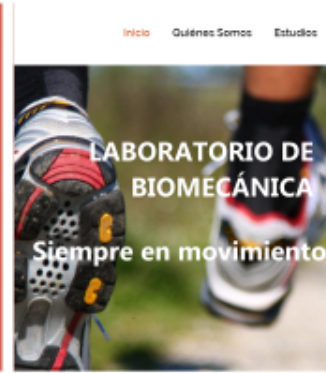 Inicio Quiénes Somos Estudios
LABORATORIO DE
BIOMECÁNICA
Siempre en movimiento